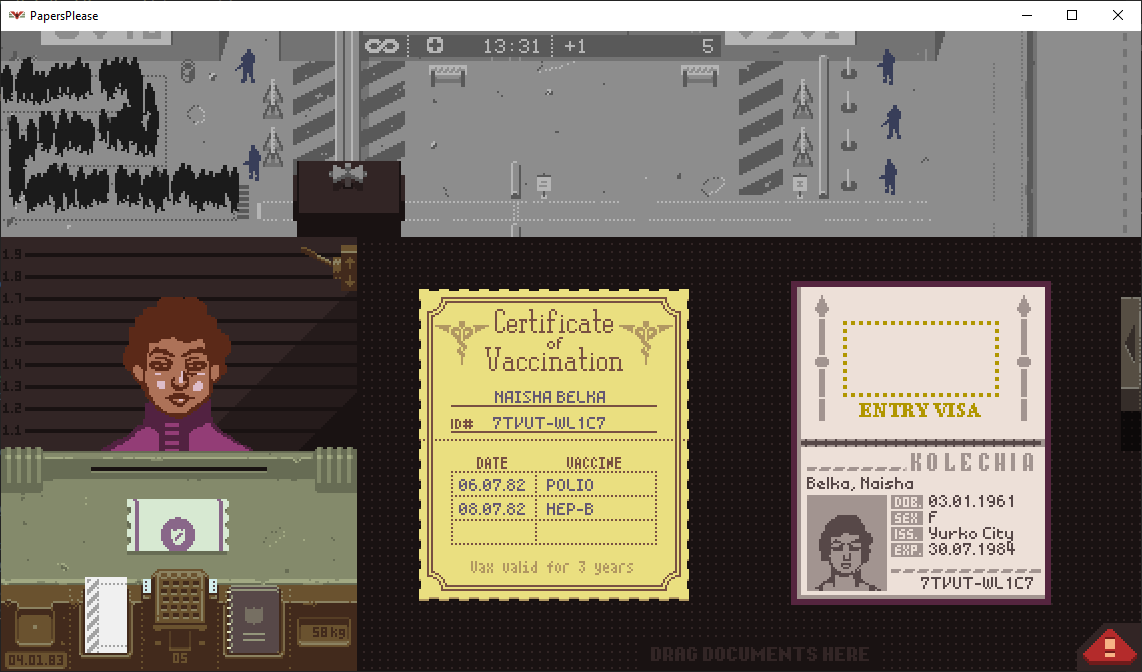 PapersPlease
13:31 +1 5
1.9
1.8
1.7
1.6
1.5
1.4
1.3
1.2
1.1
Certificate
of
Vaccination
NAISHA BELKA
ID# 7TVUT-WL1C7
DATE VACCINE
06.07.82 POLIO
08.07.82 HEP-B
Vax valid for 3 years
ENTRY VISA
KOLECHIA
Belka, Naisha
DOB. 03.01.1961
SEX F
ISS. Yurko City
EXP. 30.07.1984
7TVUT-WL1C7
04.01.83
05
58kg
DRAG DOCUMENTS HERE